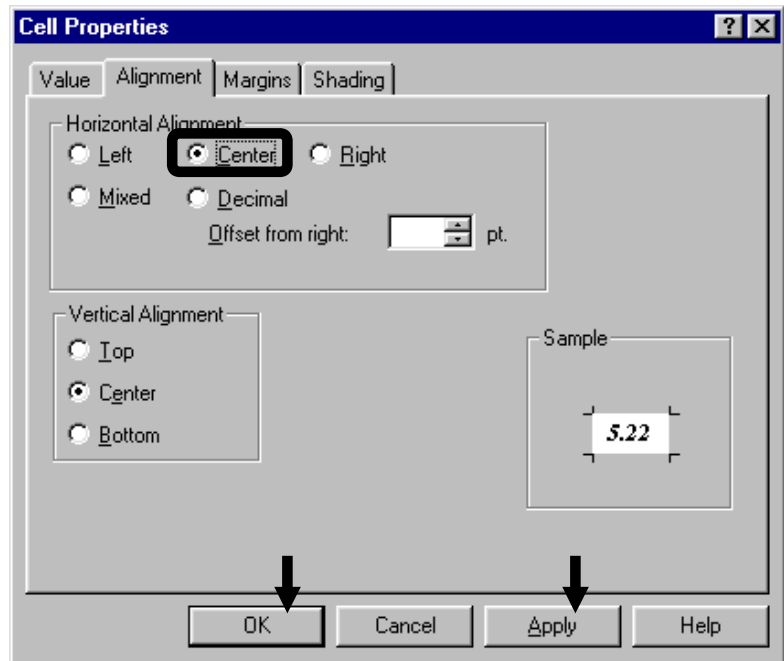 Cell Properties ?
Value Alignment Margins Shading
Horizontal Alignment
Left Center Right
Mixed Decimal
Offset from right: pt.
Vertical Alignment
Top
Center
Bottom
Sample
5.22
OK Cancel Apply Help